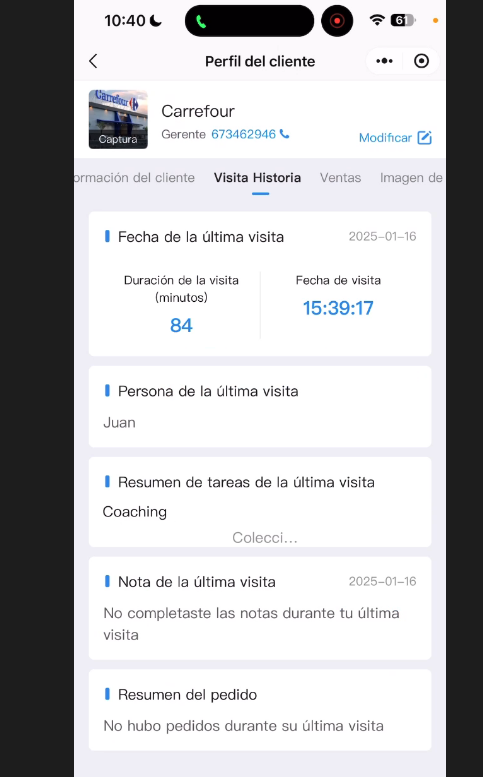 10:40
61
Perfil del cliente
Carrefour
Captura
Carrefour
Gerente 673462946
Modificar
ormación del cliente Visita Historia Ventas Imagen de
Fecha de la última visita 2025-01-16
Duración de la visita
(minutos)
84
Fecha de visita
15:39:17
Persona de la última visita
Juan
Resumen de tareas de la última visita
Coaching
Colecci...
Nota de la última visita 2025-01-16
No completaste las notas durante tu última
visita
Resumen del pedido
No hubo pedidos durante su última visita